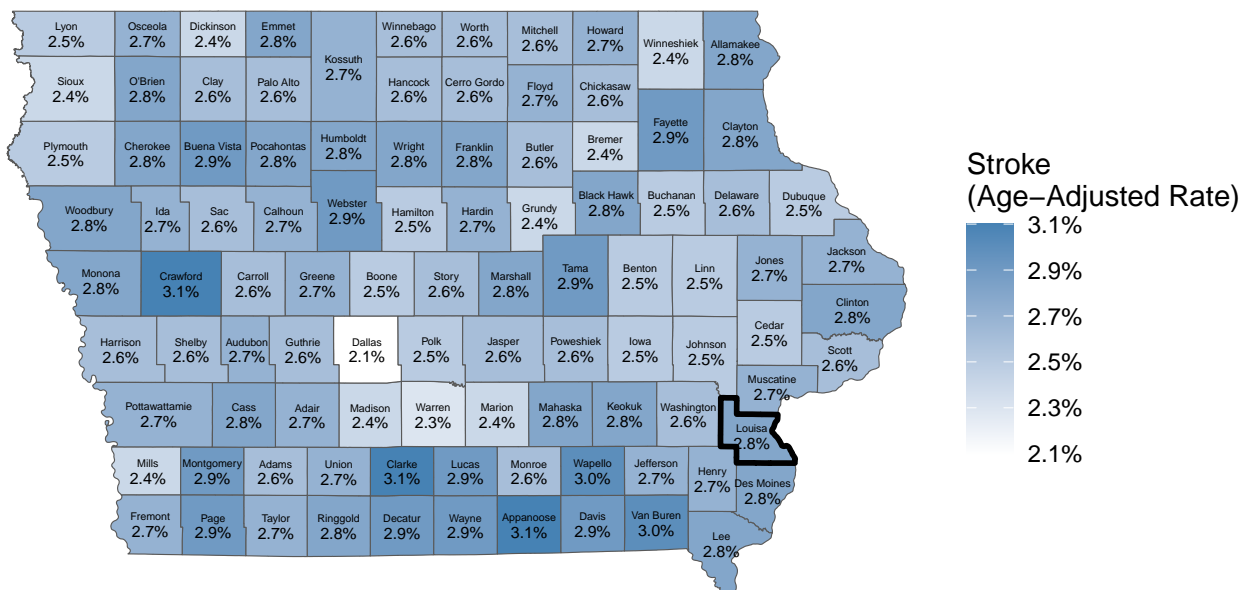 Lyon
2.5%
Osceola
2.7%
Dickinson
2.4%
Emmet
2.8%
Kossuth
2.7%
Winnebago
2.6%
Worth
2.6%
Mitchell
2.6%
Howard
2.7%
Winneshiek
2.4%
Allamakee
2.8%
Sioux
2.4%
O'Brien
2.8%
Clay
2.6%
Palo Alto
2.6%
Hancock
2.6%
Cerro Gordo
2.6%
Floyd
2.7%
Chickasaw
2.6%
Fayette
2.9%
Clayton
2.8%
Plymouth
2.5%
Cherokee
2.8%
Buena Vista
2.9%
Pocahontas
2.8%
Humboldt
2.8%
Wright
2.8%
Franklin
2.8%
Butler
2.6%
Bremer
2.4%
Woodbury
2.8%
Ida
2.7%
Sac
2.6%
Calhoun
2.7%
Webster
2.9%
Hamilton
2.5%
Hardin
2.7%
Grundy
2.4%
Black Hawk
2.8%
Buchanan
2.5%
Delaware
2.6%
Dubuque
2.5%
Monona
2.8%
Crawford
3.1%
Carroll
2.6%
Greene
2.7%
Boone
2.5%
Story
2.6%
Marshall
2.8%
Tama
2.9%
Benton
2.5%
Linn
2.5%
Jones
2.7%
Jackson
2.7%
Clinton
2.8%
Harrison
2.6%
Shelby
2.6%
Audubon
2.7%
Guthrie
2.6%
Dallas
2.1%
Polk
2.5%
Jasper
2.6%
Poweshiek
2.6%
Iowa
2.5%
Johnson
2.5%
Cedar
2.5%
Scott
2.6%
Muscatine
2.7%
Pottawattamie
2.7%
Cass
2.8%
Adair
2.7%
Madison
2.4%
Warren
2.3%
Marion
2.4%
Mahaska
2.8%
Keokuk
2.8%
Washington
2.6%
Louisa
2.8%
Mills
2.4%
Montgomery
2.9%
Adams
2.6%
Union
2.7%
Clarke
3.1%
Lucas
2.9%
Monroe
2.6%
Wapello
3.0%
Jefferson
2.7%
Henry
2.7%
Des Moines
2.8%
Fremont
2.7%
Page
2.9%
Taylor
2.7%
Ringgold
2.8%
Decatur
2.9%
Wayne
2.9%
Appanoose
3.1%
Davis
2.9%
Van Buren
3.0%
Lee
2.8%
Stroke
(Age−Adjusted Rate)
3.1%
2.9%
2.7%
2.5%
2.3%
2.1%